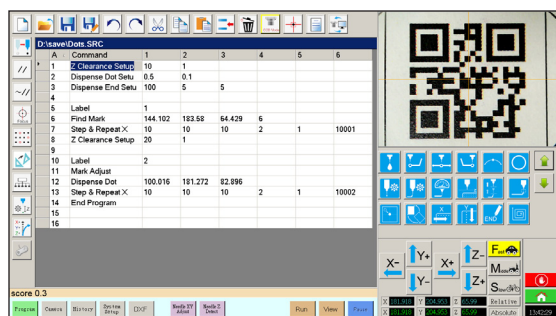 D:\save\Dots.SRC
A Command 1 2 3 4 5 6
1 Z Clearance Setup 10 1
2 Dispense Dot Setu 0.5 0.1
3 Dispense End Setu 100 5 5
4
5 Label 1
6 Find Mark 144.102 183.58 64.429 6
7 Step & Repeat X 10 10 10 2 1 10001
8 Z Clearance Setup 20 1
9
10 Label 2
11 Mark Adjust
12 Dispense Dot 100.016 181.272 82.896
13 Step & Repeat X 10 10 10 2 1 10002
14 End Program
15
16
END
X- Y+ X+ Z- Fast
Y- Z+
score 0.3
Program Camera History System Setup DXF Needle XY Adjust Needle Z Detect Run View
Relative
Absolute 13:42:29